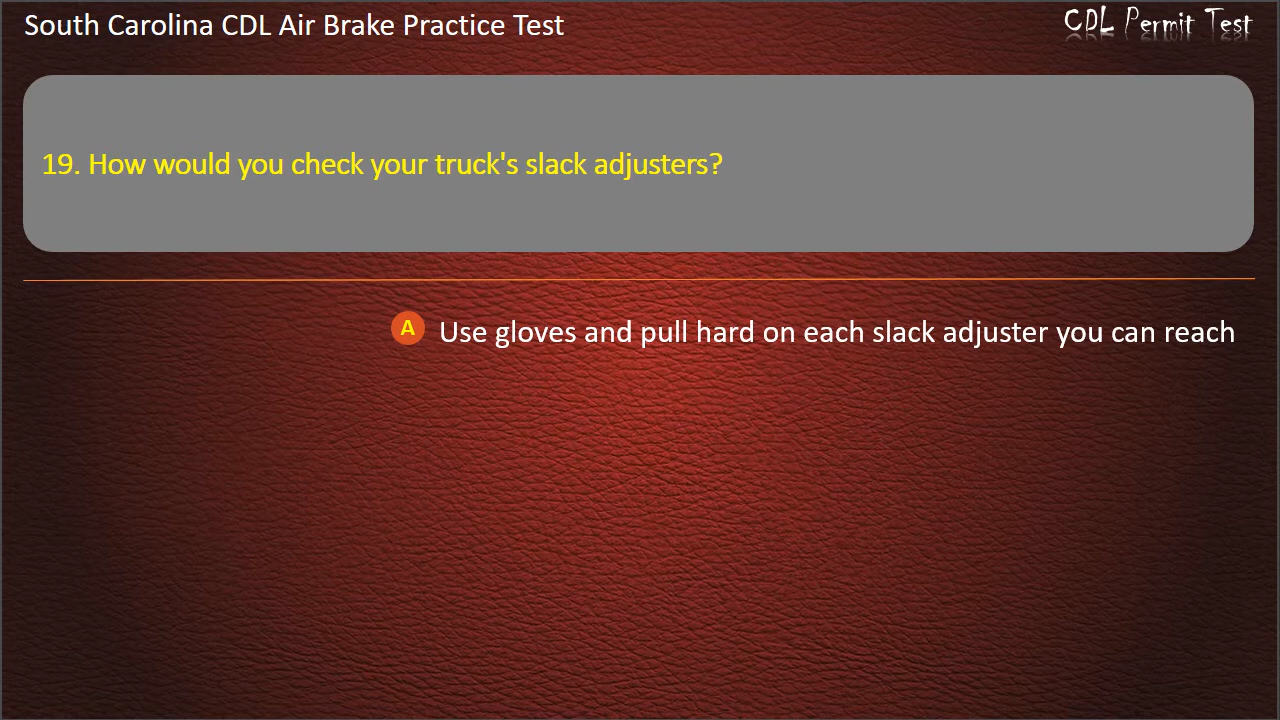 South Carolina CDL Air Brake Practice Test
CDL Permit Test
19. How would you check your truck's slack adjusters?
A Use gloves and pull hard on each slack adjuster you can reach